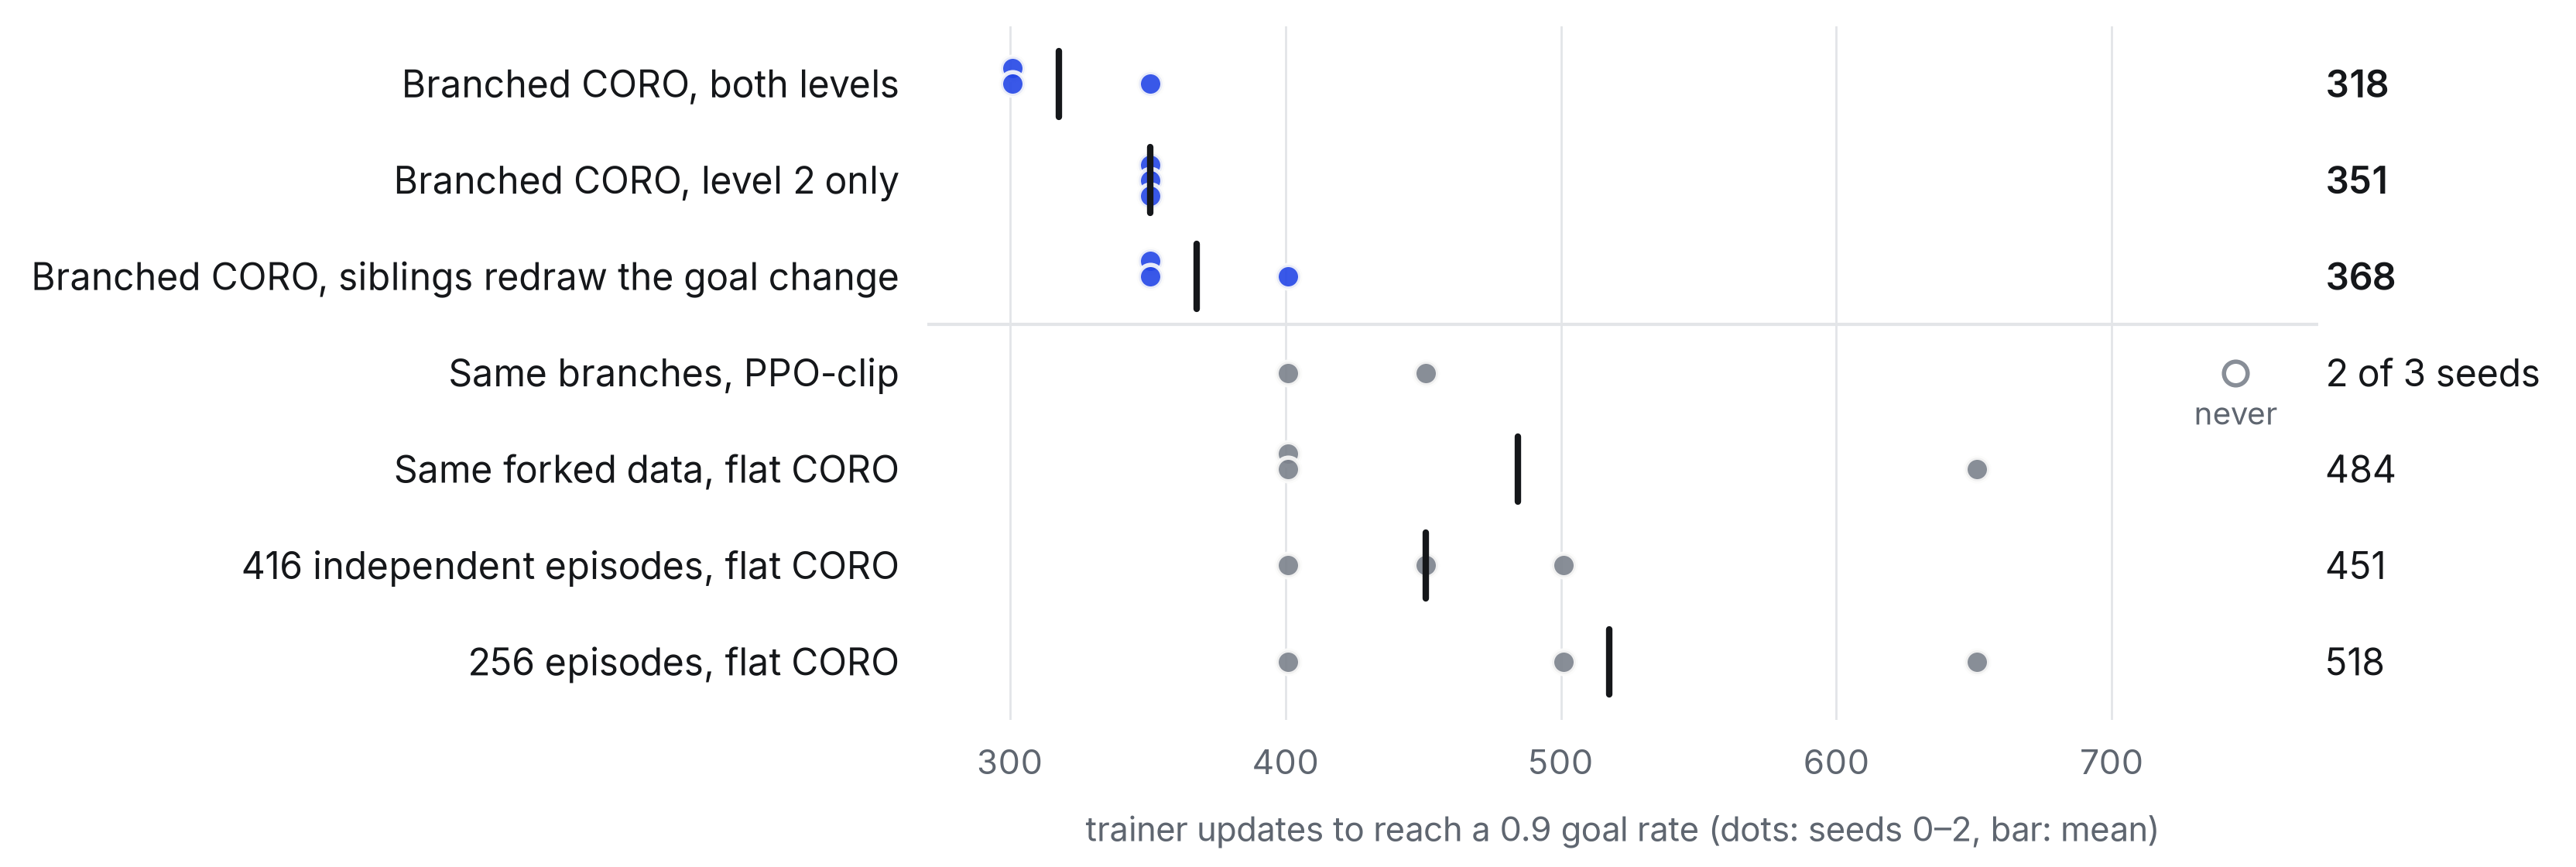 Branched CORO, both levels 318
Branched CORO, level 2 only 351
Branched CORO, siblings redraw the goal change 368
Same branches, PPO-clip 2 of 3 seeds
never
Same forked data, flat CORO 484
416 independent episodes, flat CORO 451
256 episodes, flat CORO 518
300 400 500 600 700
trainer updates to reach a 0.9 goal rate (dots: seeds 0–2, bar: mean)